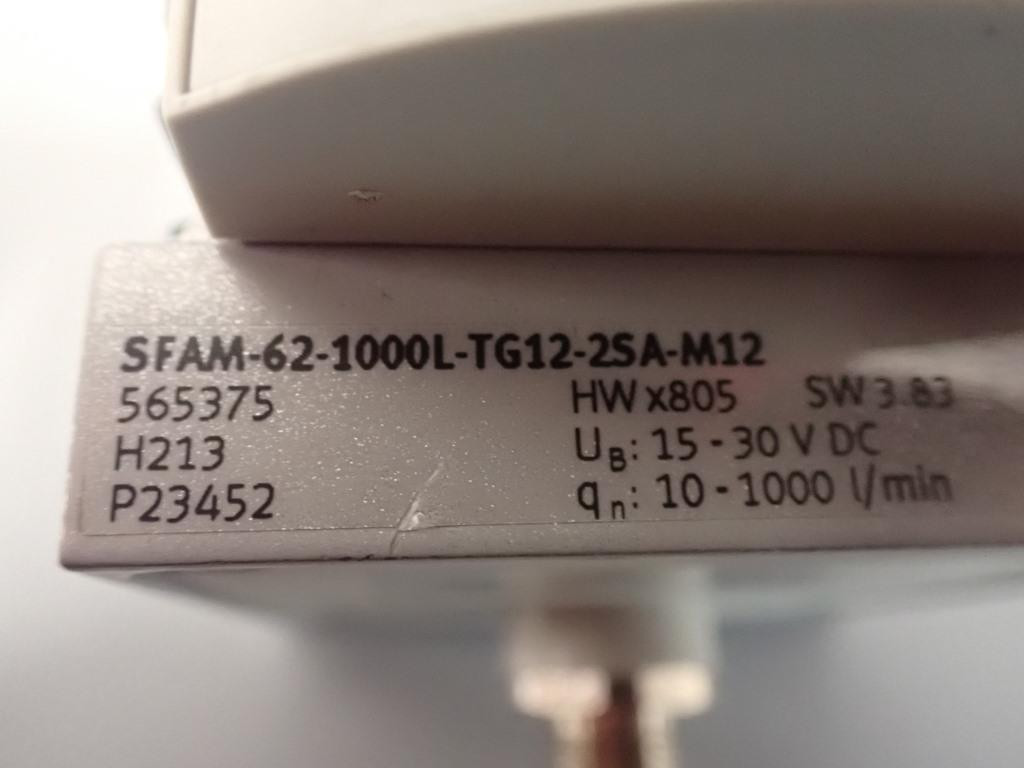 SFAM-62-1000L-TG12-2SA-M12
565375 HW x805 SW 3.83
H213 UB: 15 - 30 V DC
P23452 qn: 10 - 1000 l/min